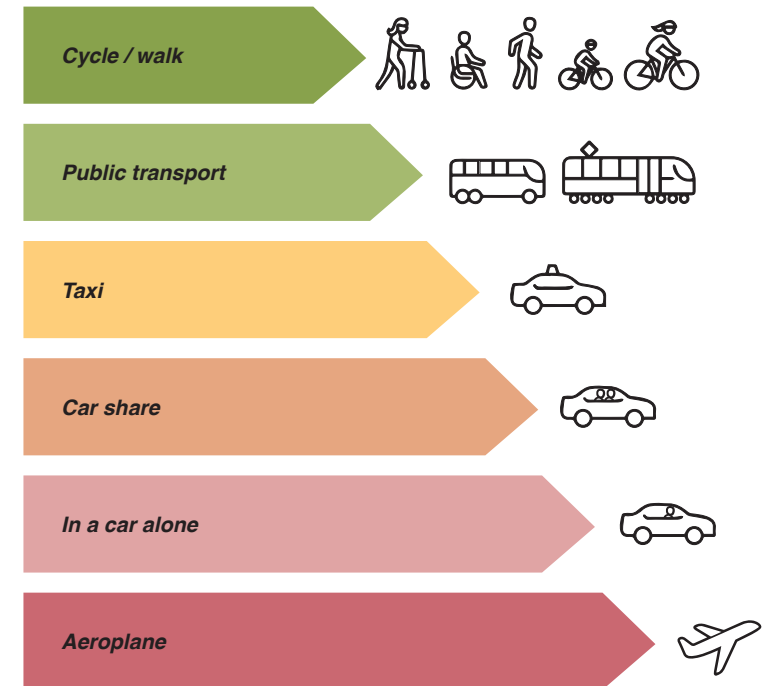 Cycle / walk
Public transport
Taxi
Car share
In a car alone
Aeroplane